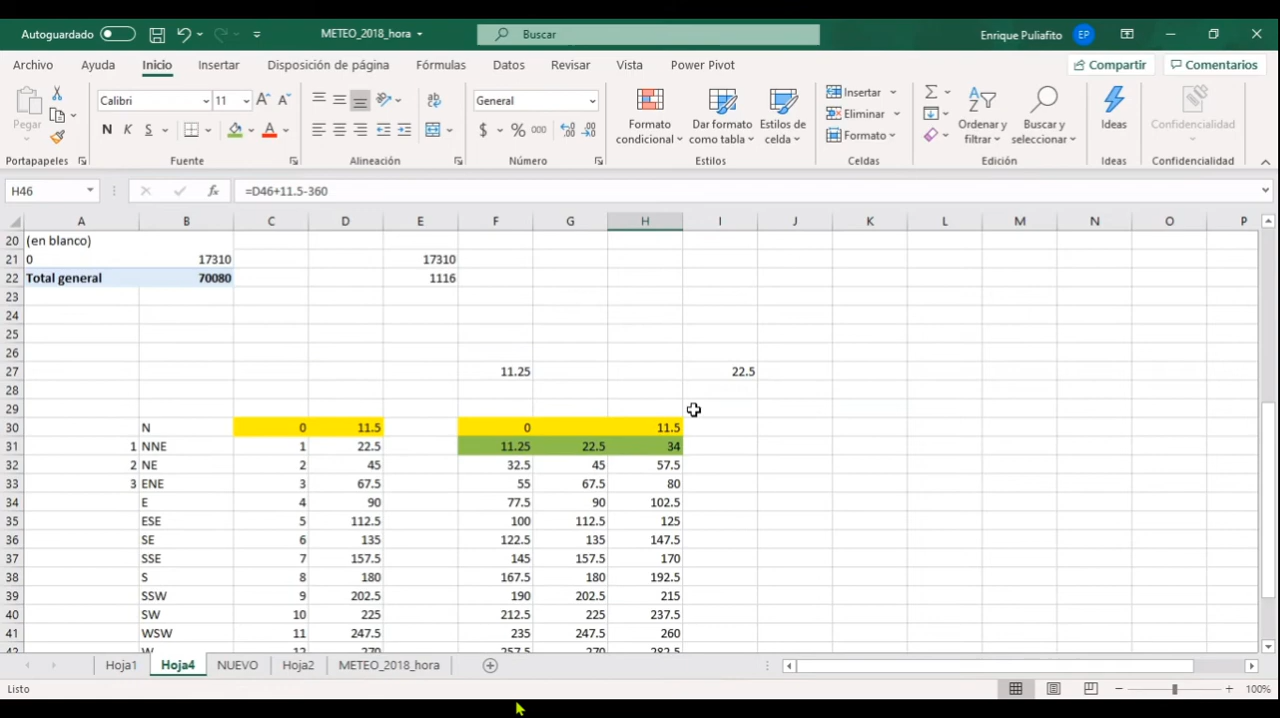 Autoguardado METEO_2018_hora Buscar Enrique Puliafito EP
Archivo Ayuda Inicio Insertar Disposición de página Fórmulas Datos Revisar Vista Power Pivot Compartir Comentarios
Calibri 11 General Insertar
Pegar N K S $ % 000 Formato condicional Dar formato como tabla Estilos de celda Eliminar Formato Ordenar y filtrar Buscar y seleccionar Ideas Confidencialidad
Portapapeles Fuente Alineación Número Estilos Celdas Edición Ideas Confidencialidad
H46 fx =D46+11.5-360
A B C D E F G H I J K L M N O P
20 (en blanco)
21 0 17310 17310
22 Total general 70080 1116
23
24
25
26
27 11.25 22.5
28
29
30 N 0 11.5 0 11.5
31 1 NNE 1 22.5 11.25 22.5 34
32 2 NE 2 45 32.5 45 57.5
33 3 ENE 3 67.5 55 67.5 80
34 E 4 90 77.5 90 102.5
35 ESE 5 112.5 100 112.5 125
36 SE 6 135 122.5 135 147.5
37 SSE 7 157.5 145 157.5 170
38 S 8 180 167.5 180 192.5
39 SSW 9 202.5 190 202.5 215
40 SW 10 225 212.5 225 237.5
41 WSW 11 247.5 235 247.5 260
42 W 12 270 257.5 270 282.5
Hoja1 Hoja4 NUEVO Hoja2 METEO_2018_hora
Listo 100%